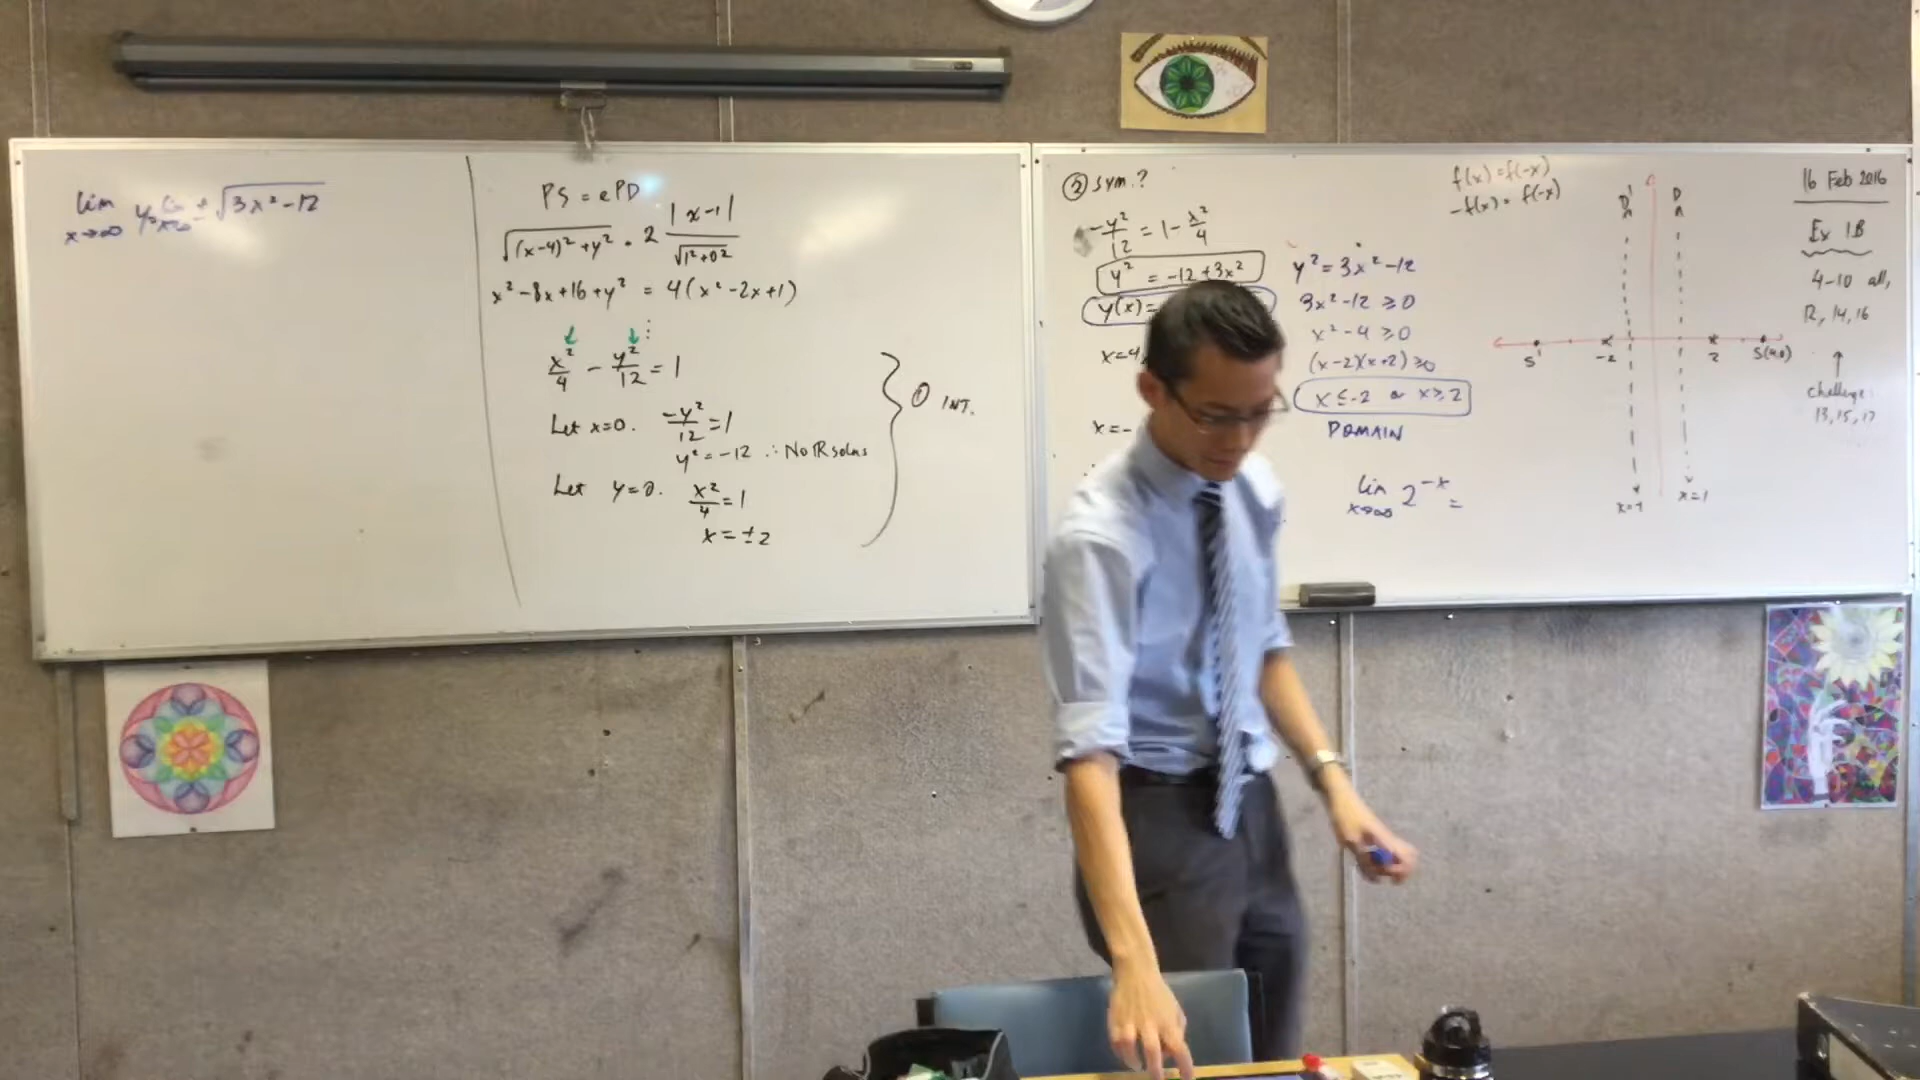 lim x→∞ y = lim x→∞ ± √(3x² - 12)
PS = ePD
√((x-4)² + y²) = 2 |x-1| / √(1² + 0²)
x² - 8x + 16 + y² = 4(x² - 2x + 1)
⋮
x²/4 - y²/12 = 1
Let x=0. -y²/12 = 1
y² = -12 ∴ No ℝ solns
Let y=0. x²/4 = 1
x = ±2
① INT.
② sym.?
-y²/12 = 1 - x²/4
y² = -12 + 3x²
y(x) =
x=4,
x=-
f(x) = f(-x)
-f(x) = f(-x)
y² = 3x² - 12
3x² - 12 ≥ 0
x² - 4 ≥ 0
(x-2)(x+2) ≥ 0
x ≤ -2 or x ≥ 2
DOMAIN
lim x→∞ 2^-x =
D' D
S' -2 2 S(4,0)
x=-1 x=1
16 Feb 2016
Ex 1B
4-10 all,
R, 14, 16
↑
Challenge:
13, 15, 17